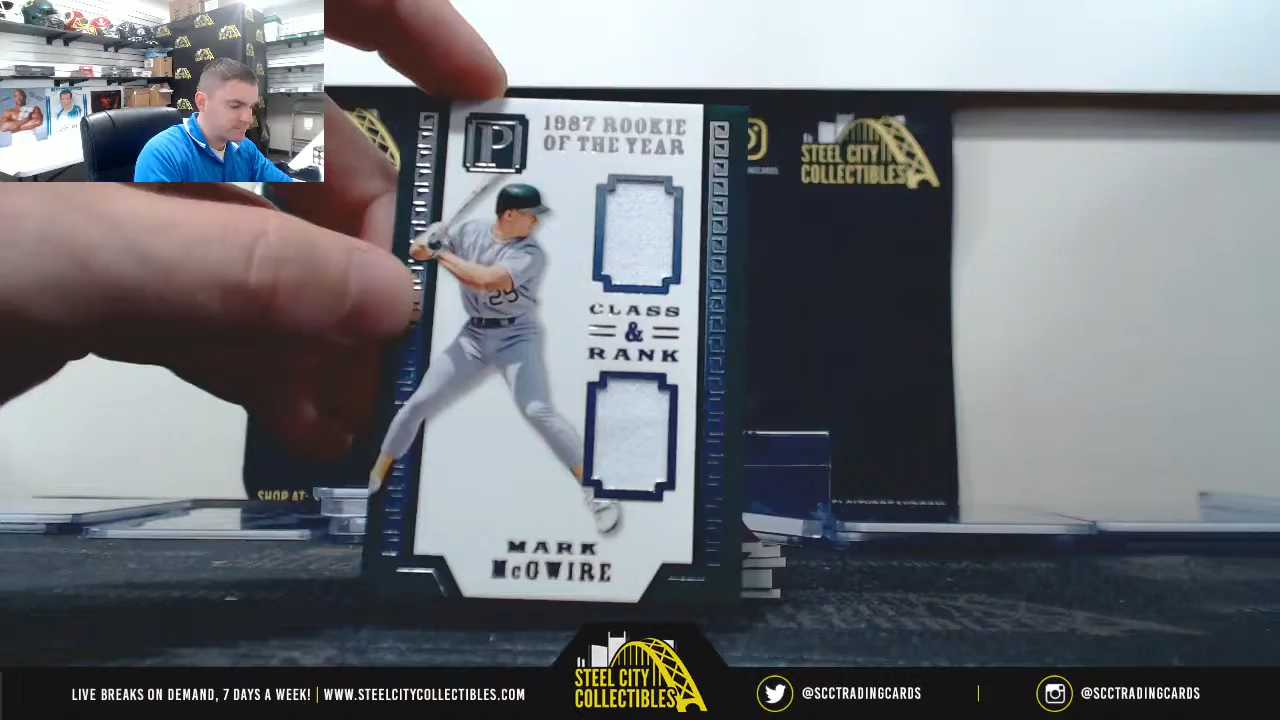 P
1987 ROOKIE
OF THE YEAR
25
CLASS
&
RANK
MARK
McGWIRE
STEEL CITY
COLLECTIBLES
SHOP AT:
LIVE BREAKS ON DEMAND, 7 DAYS A WEEK! | WWW.STEELCITYCOLLECTIBLES.COM
STEEL CITY
COLLECTIBLES
@SCCTRADINGCARDS
@SCCTRADINGCARDS